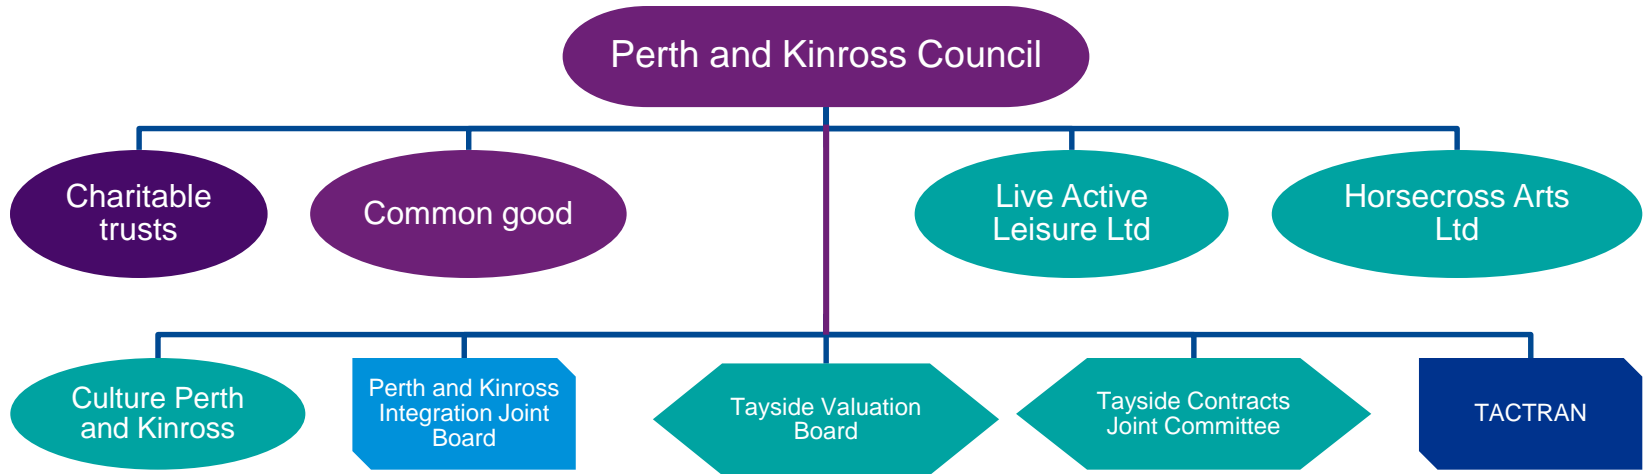 Perth and Kinross Council
Charitable
trusts
Common good
Live Active
Leisure Ltd
Horsecross Arts
Ltd
Culture Perth
and Kinross
Perth and Kinross
Integration Joint
Board
Tayside Valuation
Board
Tayside Contracts
Joint Committee
TACTRAN